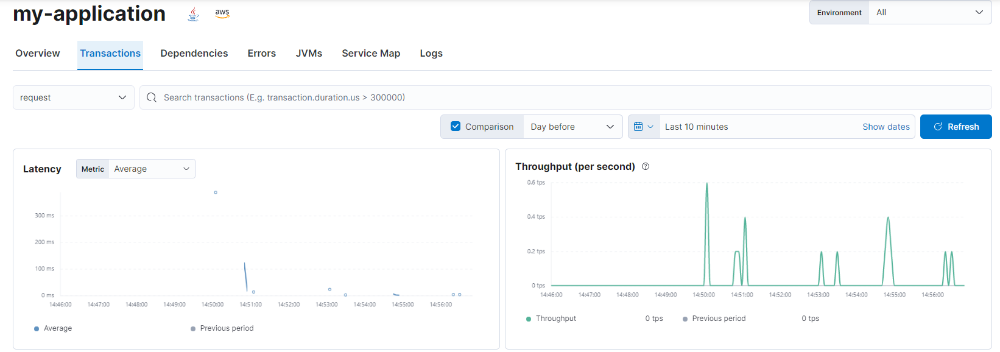 my-application aws Environment All
Overview Transactions Dependencies Errors JVMs Service Map Logs
request Search transactions (E.g. transaction.duration.us > 300000)
Comparison Day before Last 10 minutes Show dates Refresh
Latency Metric Average
300 ms
200 ms
100 ms
0 ms
14:46:00 14:47:00 14:48:00 14:49:00 14:50:00 14:51:00 14:52:00 14:53:00 14:54:00 14:55:00 14:56:00
Average Previous period
Throughput (per second) ?
0.6 tps
0.4 tps
0.2 tps
0 tps
14:46:00 14:47:00 14:48:00 14:49:00 14:50:00 14:51:00 14:52:00 14:53:00 14:54:00 14:55:00 14:56:00
Throughput 0 tps Previous period 0 tps